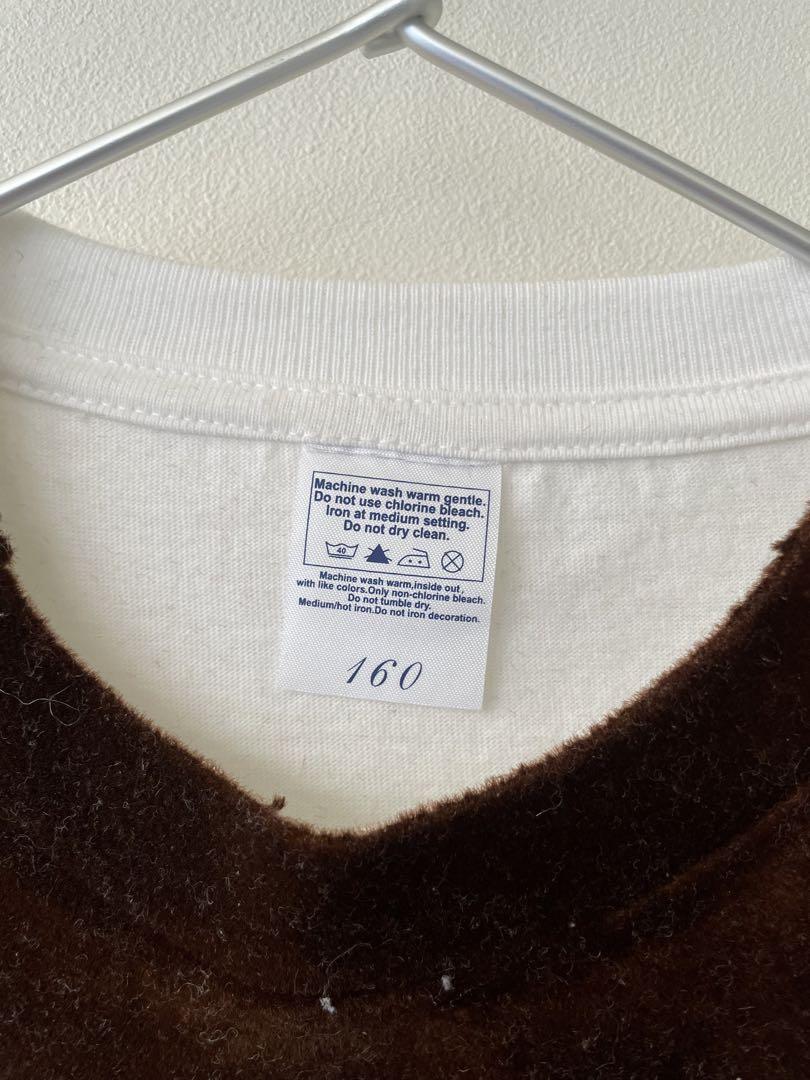 Machine wash warm gentle.
Do not use chlorine bleach.
Iron at medium setting.
Do not dry clean.
40
Machine wash warm,inside out,
with like colors.Only non-chlorine bleach.
Do not tumble dry.
Medium/hot iron.Do not iron decoration.
160